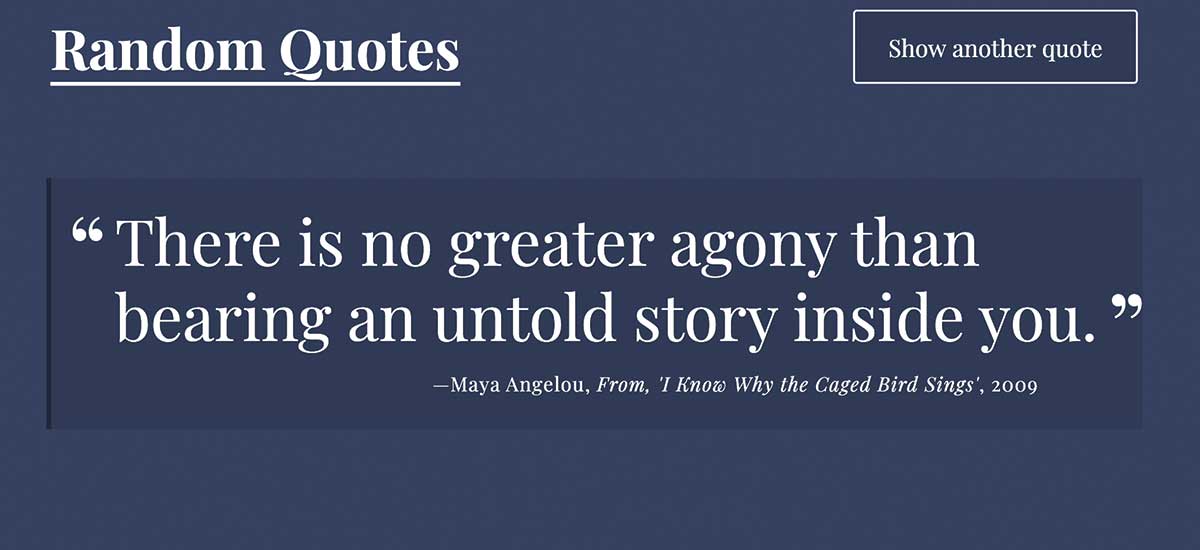 Random Quotes
Show another quote
“There is no greater agony than
bearing an untold story inside you.”
—Maya Angelou, From, 'I Know Why the Caged Bird Sings', 2009